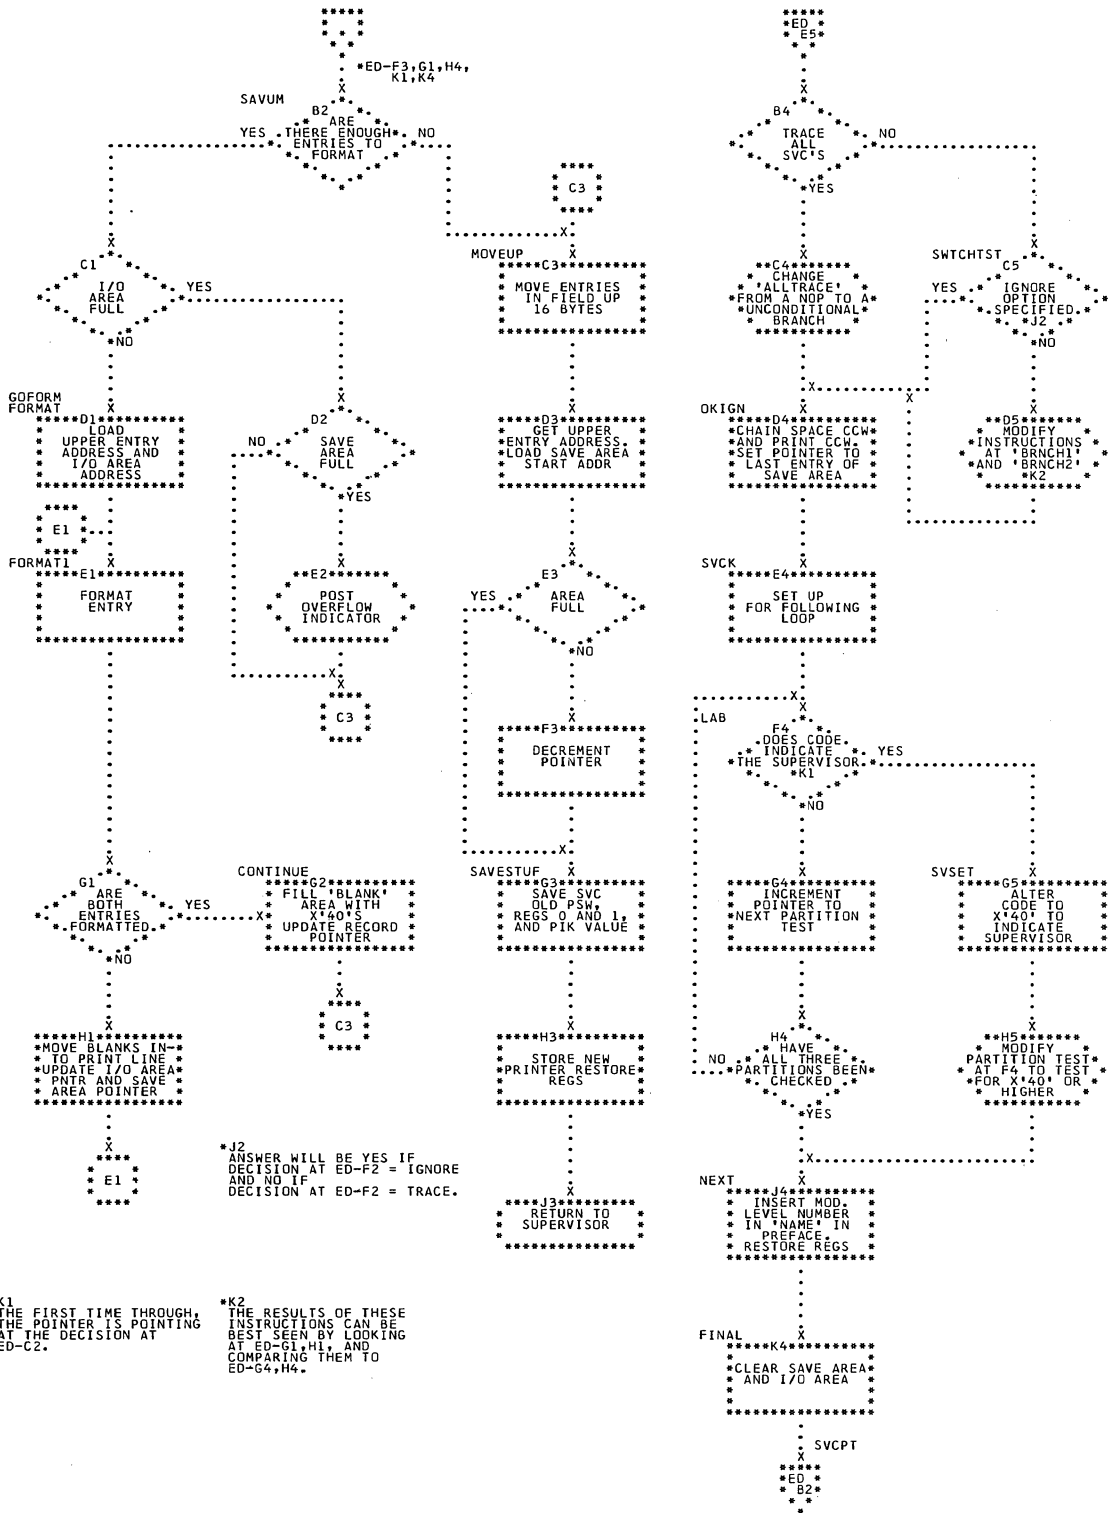 *ED-F3,G1,H4,
K1,K4
SAVUM
B2
ARE
THERE ENOUGH
ENTRIES TO
FORMAT
YES
NO
C3
C1
I/O
AREA
FULL
YES
NO
MOVEUP
C3
MOVE ENTRIES
IN FIELD UP
16 BYTES
GOFORM
FORMAT
D1
LOAD
UPPER ENTRY
ADDRESS AND
I/O AREA
ADDRESS
D2
SAVE
AREA
FULL
NO
YES
D3
GET UPPER
ENTRY ADDRESS.
LOAD SAVE AREA
START ADDR
E1
FORMAT1
E1
FORMAT
ENTRY
E2
POST
OVERFLOW
INDICATOR
C3
E3
AREA
FULL
YES
NO
F3
DECREMENT
POINTER
G1
ARE
BOTH
ENTRIES
FORMATTED.
YES
NO
CONTINUE
G2
FILL 'BLANK'
AREA WITH
X'40'S
UPDATE RECORD
POINTER
C3
SAVESTUF
G3
SAVE SVC
OLD PSW,
REGS 0 AND 1,
AND PIK VALUE
H1
MOVE BLANKS IN-
TO PRINT LINE
UPDATE I/O AREA
PNTR AND SAVE
AREA POINTER
E1
H3
STORE NEW
PRINTER RESTORE
REGS
J3
RETURN TO
SUPERVISOR
*J2
ANSWER WILL BE YES IF
DECISION AT ED-F2 = IGNORE
AND NO IF
DECISION AT ED-F2 = TRACE.
K1
THE FIRST TIME THROUGH,
THE POINTER IS POINTING
AT THE DECISION AT
ED-C2.
*K2
THE RESULTS OF THESE
INSTRUCTIONS CAN BE
BEST SEEN BY LOOKING
AT ED-G1,H1, AND
COMPARING THEM TO
ED-G4,H4.
ED
E5
B4
TRACE
ALL
SVC'S
NO
YES
C4
CHANGE
'ALLTRACE'
FROM A NOP TO A
UNCONDITIONAL
BRANCH
SWTCHTST
C5
IGNORE
OPTION
SPECIFIED.
*J2
YES
NO
OKIGN
D4
CHAIN SPACE CCW
AND PRINT CCW.
SET POINTER TO
LAST ENTRY OF
SAVE AREA
D5
MODIFY
INSTRUCTIONS
AT 'BRNCH1'
AND 'BRNCH2'
*K2
SVCK
E4
SET UP
FOR FOLLOWING
LOOP
LAB
F4
DOES CODE
INDICATE
THE SUPERVISOR
*K1
YES
NO
G4
INCREMENT
POINTER TO
NEXT PARTITION
TEST
SVSET
G5
ALTER
CODE TO
X'40' TO
INDICATE
SUPERVISOR
H4
HAVE
ALL THREE
PARTITIONS BEEN
CHECKED
NO
YES
H5
MODIFY
PARTITION TEST
AT F4 TO TEST
FOR X'40' OR
HIGHER
NEXT
J4
INSERT MOD.
LEVEL NUMBER
IN 'NAME' IN
PREFACE.
RESTORE REGS
FINAL
K4
CLEAR SAVE AREA
AND I/O AREA
SVCPT
ED
B2